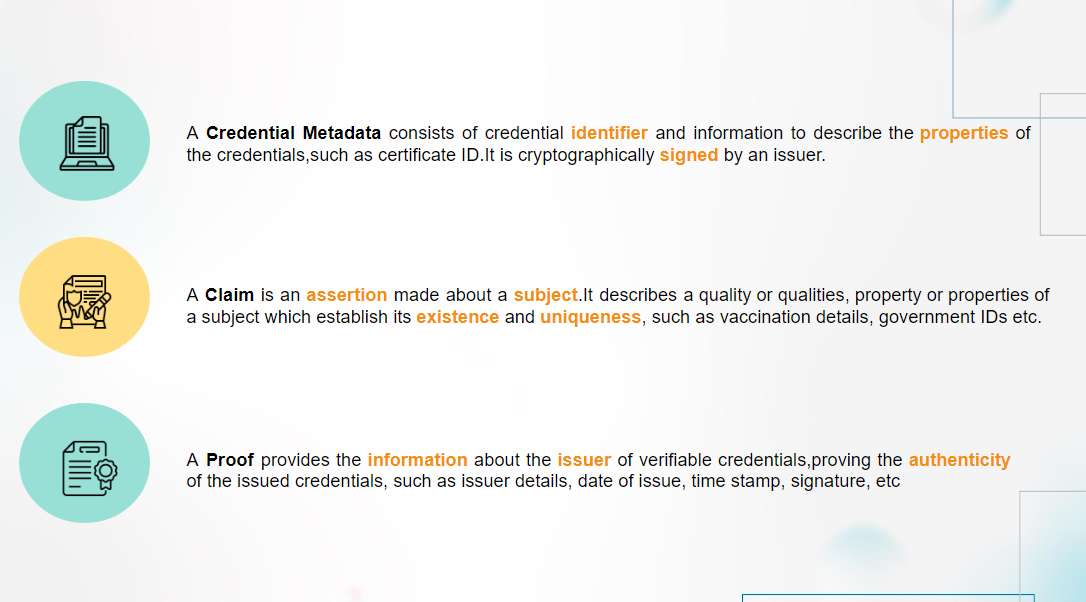 A Credential Metadata consists of credential identifier and information to describe the properties of
the credentials,such as certificate ID.It is cryptographically signed by an issuer.
A Claim is an assertion made about a subject.It describes a quality or qualities, property or properties of
a subject which establish its existence and uniqueness, such as vaccination details, government IDs etc.
A Proof provides the information about the issuer of verifiable credentials,proving the authenticity
of the issued credentials, such as issuer details, date of issue, time stamp, signature, etc